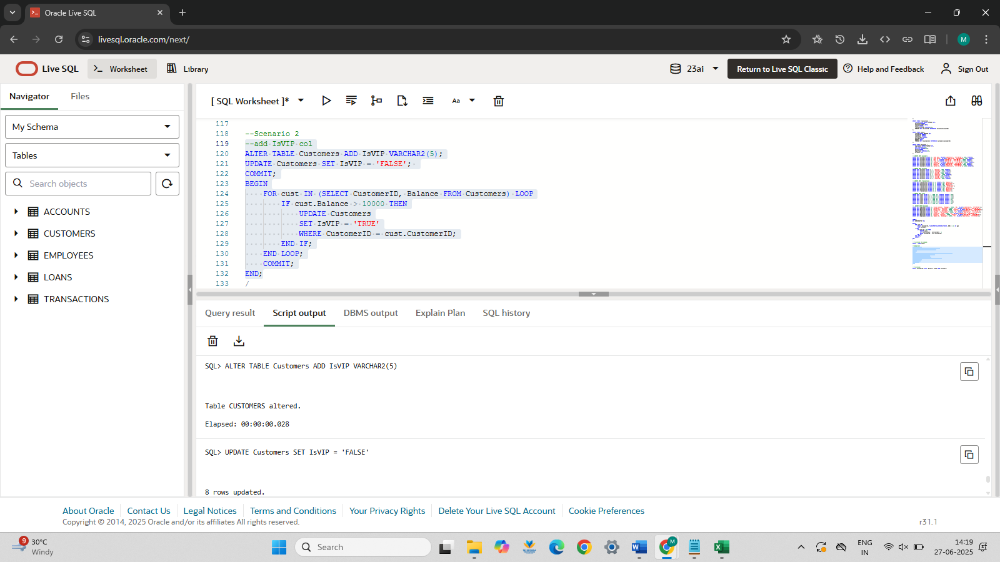 Oracle Live SQL
livesql.oracle.com/next/
M
Live SQL
Worksheet
Library
23ai
Return to Live SQL Classic
Help and Feedback
Sign Out
Navigator
Files
[ SQL Worksheet ]*
Aa
My Schema
Tables
Search objects
ACCOUNTS
CUSTOMERS
EMPLOYEES
LOANS
TRANSACTIONS
117
118 --Scenario 2
119 --add IsVIP col
120 ALTER TABLE Customers ADD IsVIP VARCHAR2(5);
121 UPDATE Customers SET IsVIP = 'FALSE';
122 COMMIT;
123 BEGIN
124 FOR cust IN (SELECT CustomerID, Balance FROM Customers) LOOP
125 IF cust.Balance > 10000 THEN
126 UPDATE Customers
127 SET IsVIP = 'TRUE'
128 WHERE CustomerID = cust.CustomerID;
129 END IF;
130 END LOOP;
131 COMMIT;
132 END;
133 /
Query result
Script output
DBMS output
Explain Plan
SQL history
SQL> ALTER TABLE Customers ADD IsVIP VARCHAR2(5)
Table CUSTOMERS altered.
Elapsed: 00:00:00.028
SQL> UPDATE Customers SET IsVIP = 'FALSE'
8 rows updated.
About Oracle
Contact Us
Legal Notices
Terms and Conditions
Your Privacy Rights
Delete Your Live SQL Account
Cookie Preferences
Copyright © 2014, 2025 Oracle and/or its affiliates All rights reserved.
r31.1
9
30°C
Windy
Search
M
ENG
IN
14:19
27-06-2025